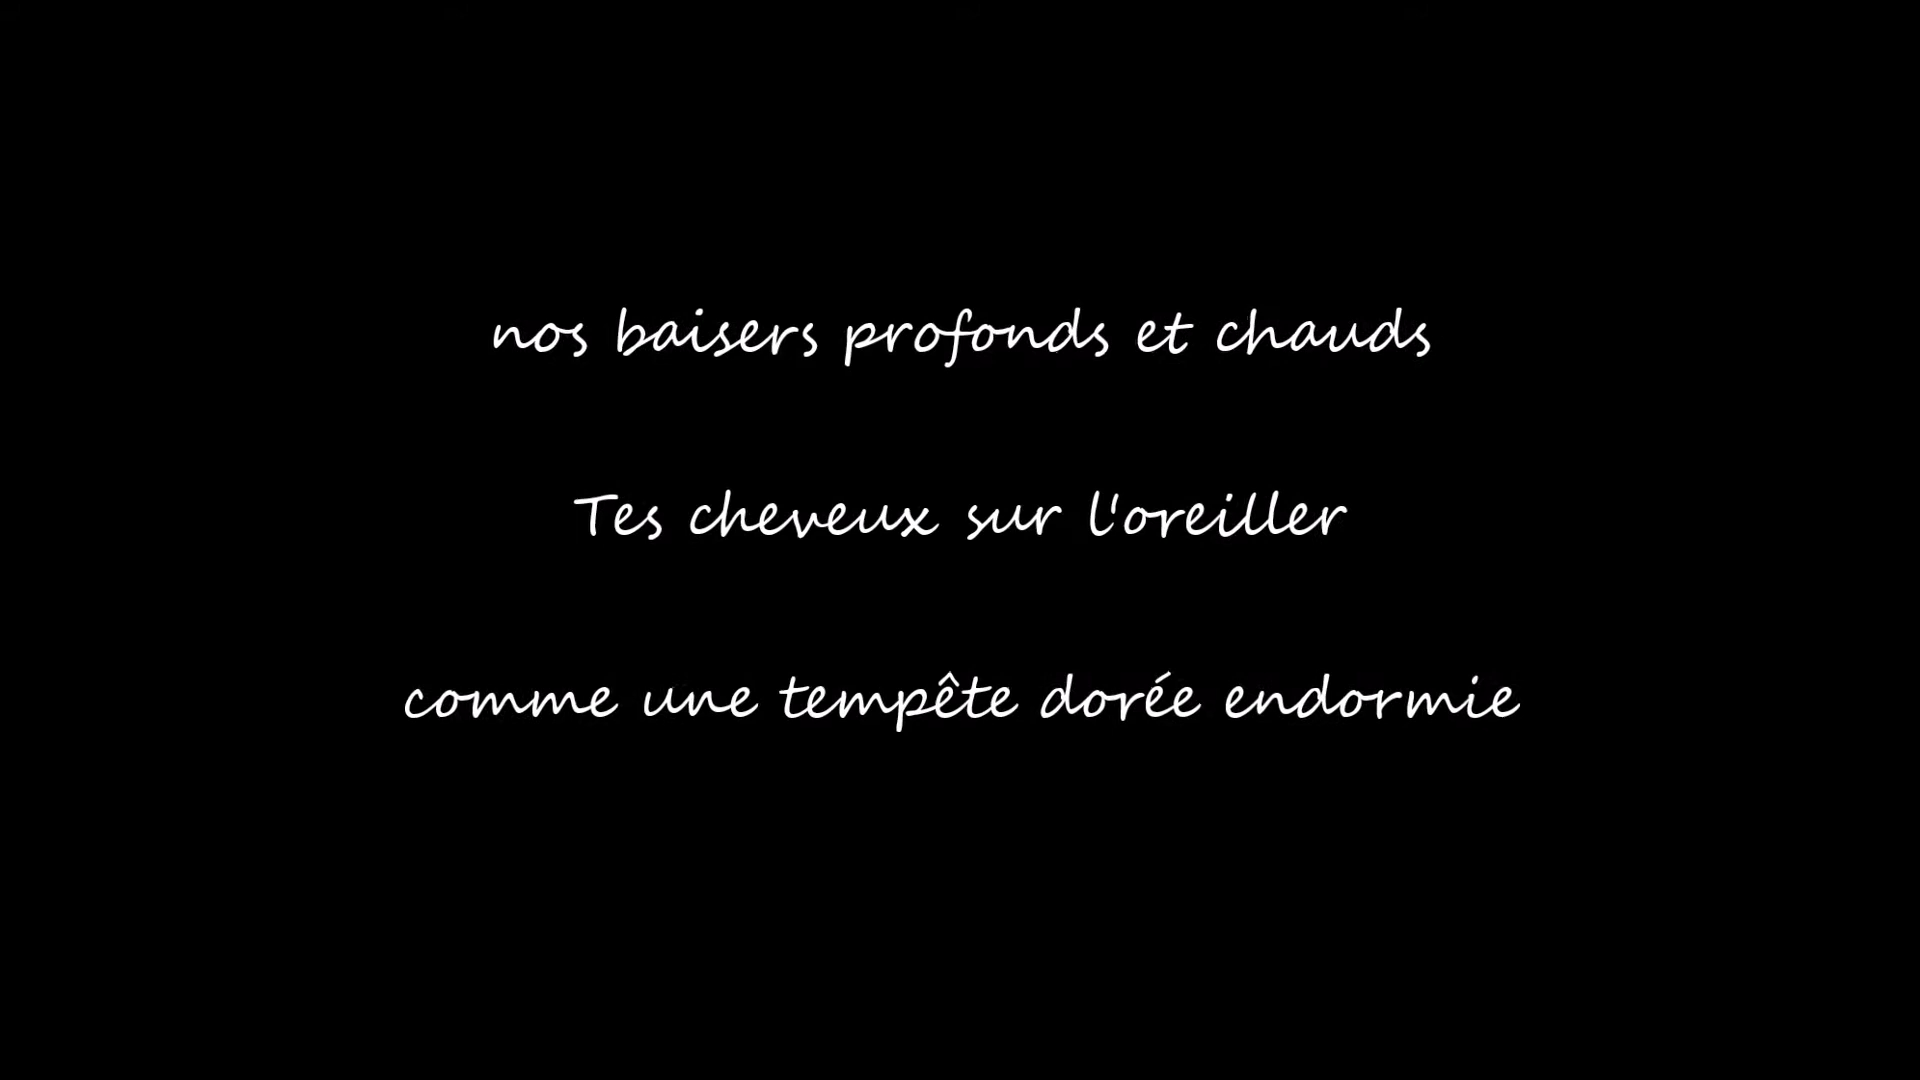 nos baisers profonds et chauds
Tes cheveux sur l'oreiller
comme une tempête dorée endormie